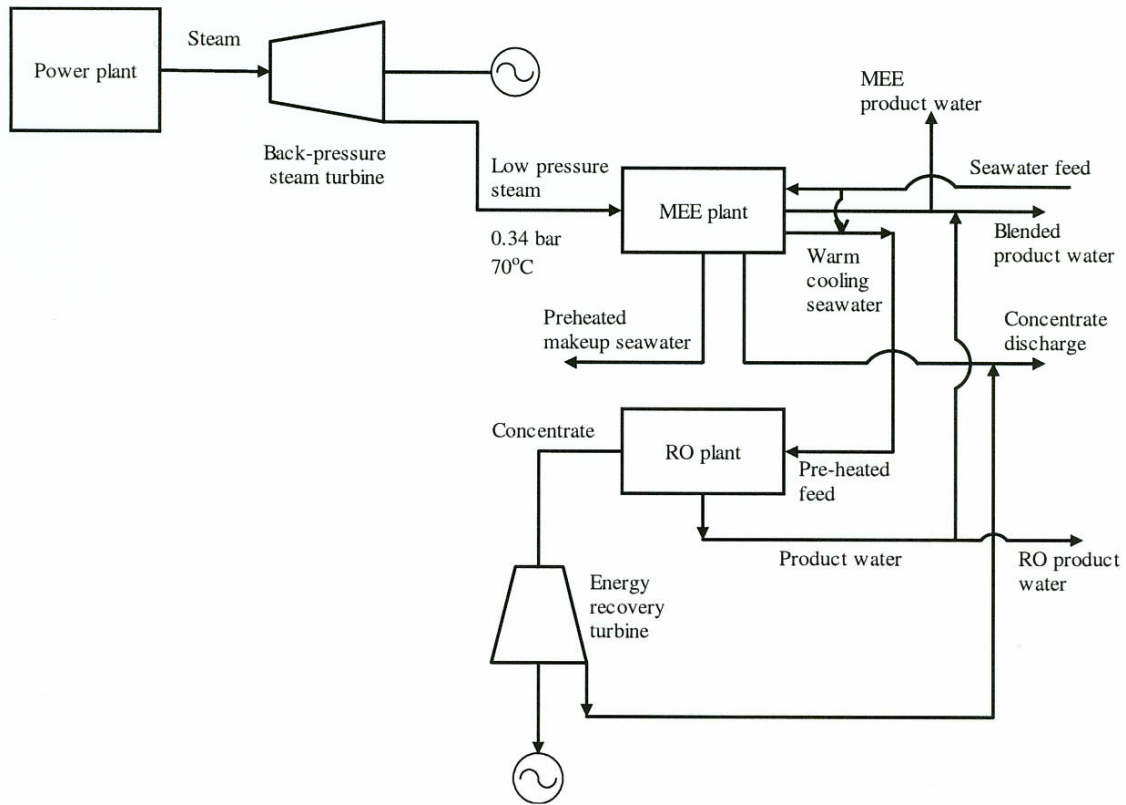 Steam
Power plant
Back-pressure
steam turbine
MEE
product water
Low pressure
steam
0.34 bar
70°C
MEE plant
Seawater feed
Blended
product water
Warm
cooling
seawater
Preheated
makeup seawater
Concentrate
discharge
Concentrate
RO plant
Pre-heated
feed
Product water
RO product
water
Energy
recovery
turbine